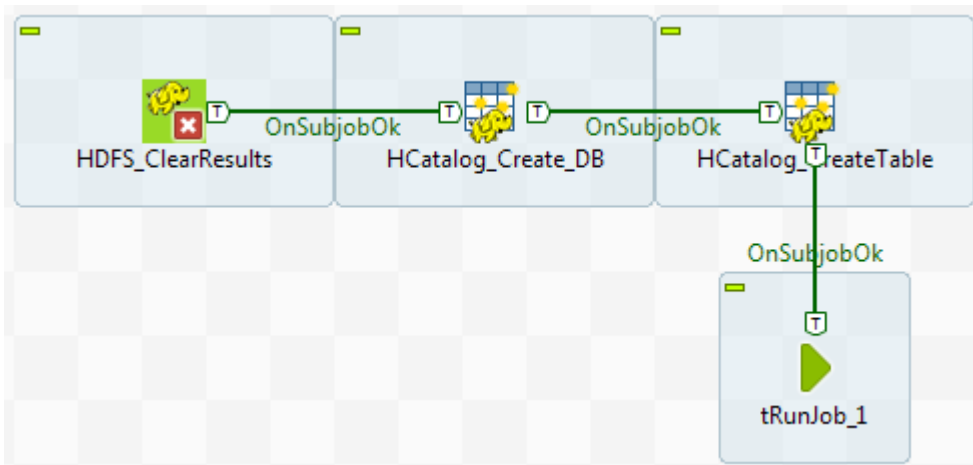 T
T
T
T
OnSubjobOk
OnSubjobOk
HDFS_ClearResults
HCatalog_Create_DB
HCatalog_CreateTable
T
OnSubjobOk
T
tRunJob_1